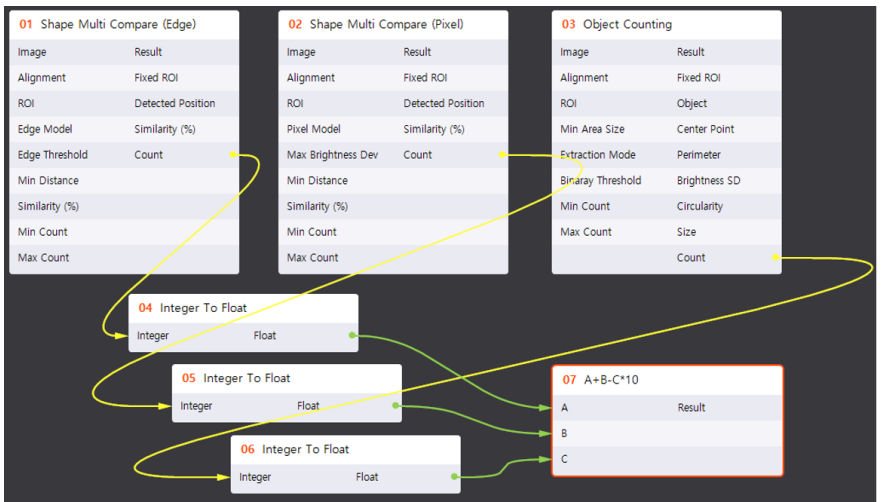 01 Shape Multi Compare (Edge)
Image Result
Alignment Fixed ROI
ROI Detected Position
Edge Model Similarity (%)
Edge Threshold Count
Min Distance
Similarity (%)
Min Count
Max Count
02 Shape Multi Compare (Pixel)
Image Result
Alignment Fixed ROI
ROI Detected Position
Pixel Model Similarity (%)
Max Brightness Dev Count
Min Distance
Similarity (%)
Min Count
Max Count
03 Object Counting
Image Result
Alignment Fixed ROI
ROI Object
Min Area Size Center Point
Extraction Mode Perimeter
Binaray Threshold Brightness SD
Min Count Circularity
Max Count Size
Count
04 Integer To Float
Integer Float
05 Integer To Float
Integer Float
06 Integer To Float
Integer Float
07 A+B-C*10
A Result
B
C